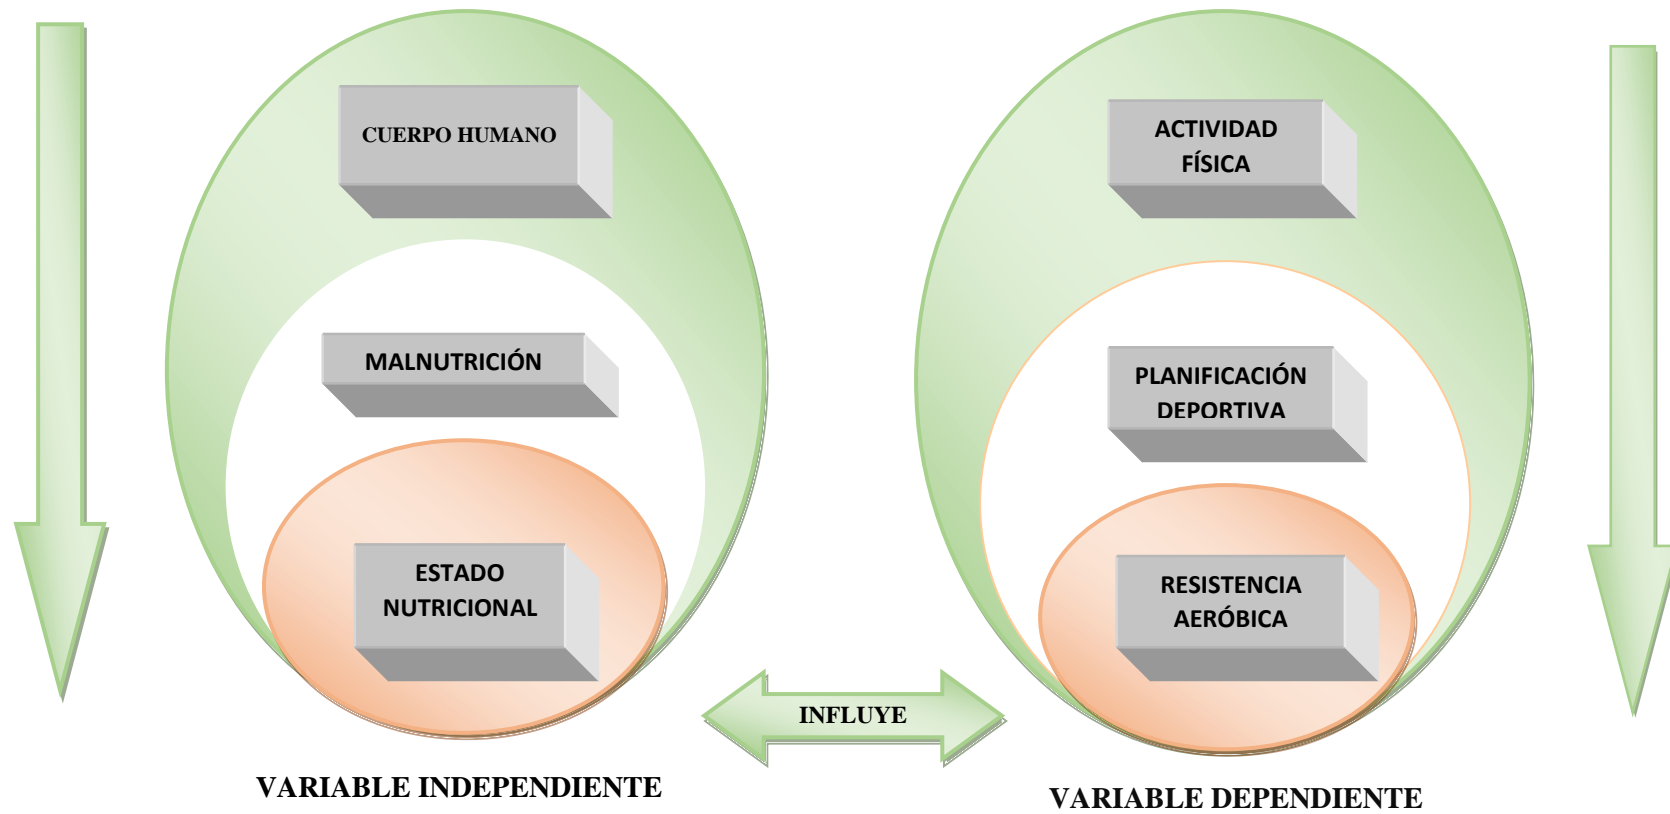 CUERPO HUMANO
MALNUTRICIÓN
ESTADO
NUTRICIONAL
VARIABLE INDEPENDIENTE
INFLUYE
ACTIVIDAD
FÍSICA
PLANIFICACIÓN
DEPORTIVA
RESISTENCIA
AERÓBICA
VARIABLE DEPENDIENTE